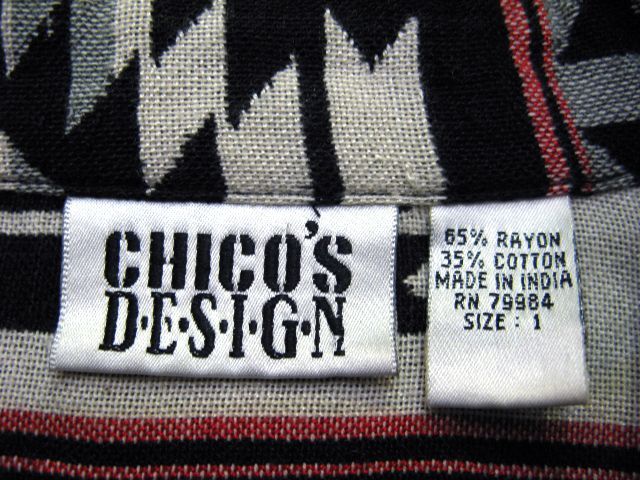 CHICO'S
D·E·S·I·G·N
65% RAYON
35% COTTON
MADE IN INDIA
RN 79984
SIZE : 1